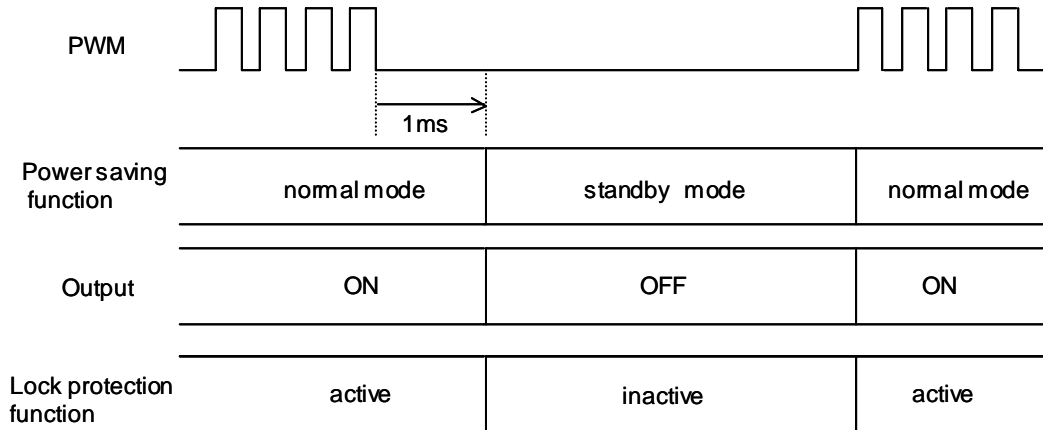 PWM
1ms
Power saving
function
normal mode
standby mode
normal mode
Output
ON
OFF
ON
Lock protection
function
active
inactive
active